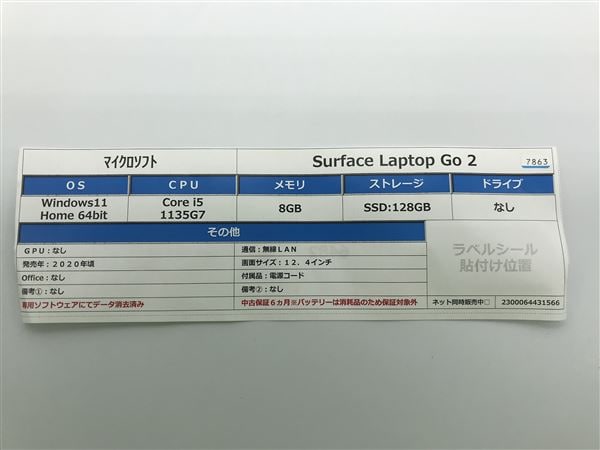 マイクロソフト Surface Laptop Go 2 7863
OS CPU メモリ ストレージ ドライブ
Windows11 Home 64bit Core i5 1135G7 8GB SSD:128GB なし
その他
GPU：なし 通信：無線LAN
発売年：２０２０年頃 画面サイズ：１２．４インチ
Office：なし 付属品：電源コード
備考①：なし 備考②：なし
専用ソフトウェアにてデータ消去済み 中古保証６ヵ月※バッテリーは消耗品のため保証対象外
ラベルシール
貼付け位置
ネット同時販売中□ 2300064431566